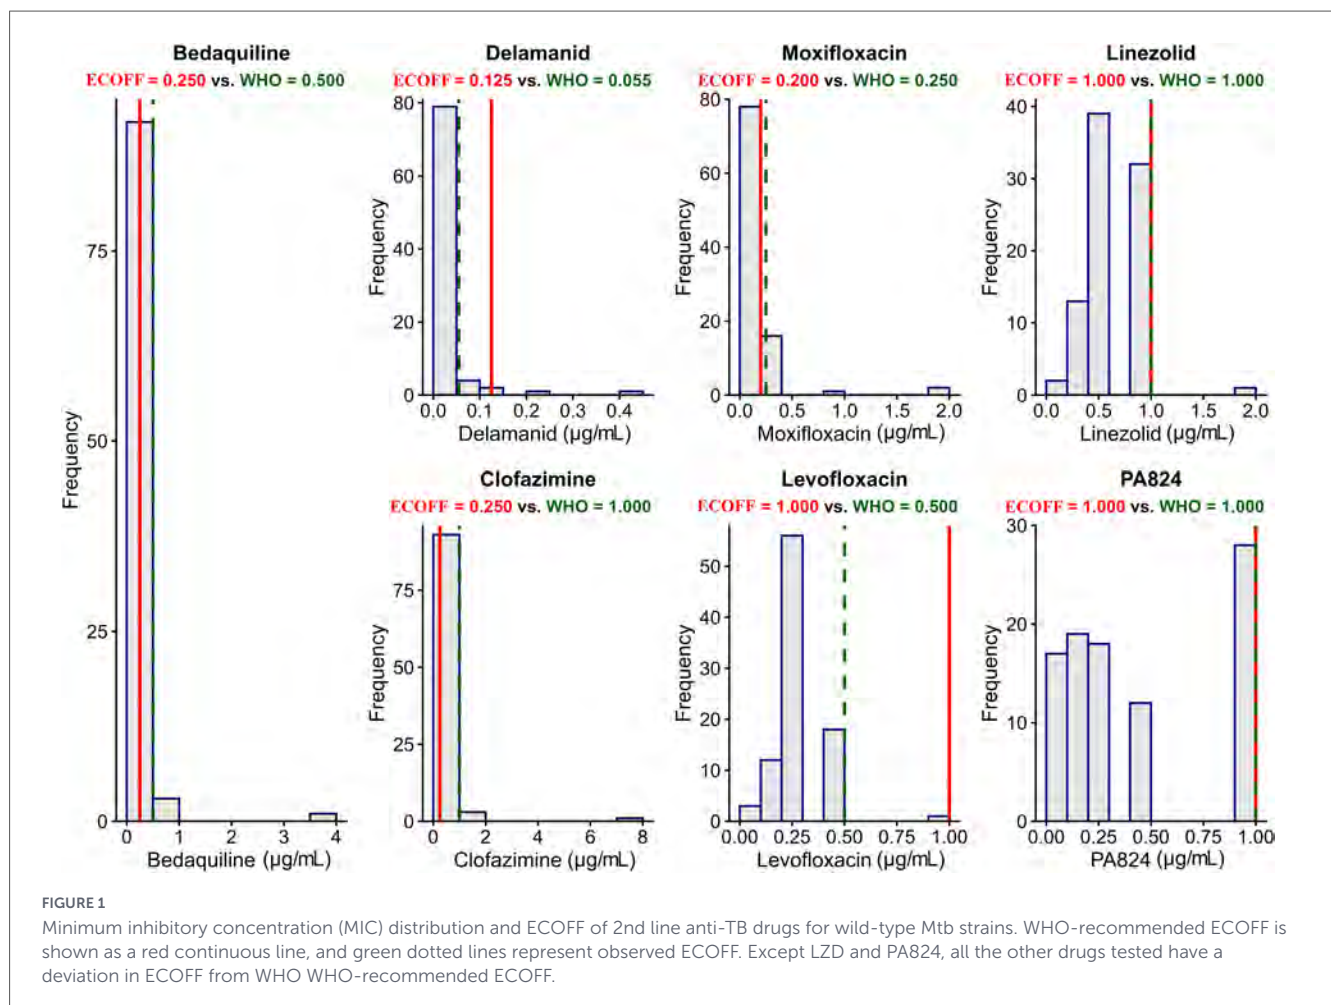 Bedaquiline
ECOFF = 0.250 vs. WHO = 0.500
Frequency
75
50
25
0
0 1 2 3 4
Bedaquiline (µg/mL)
Delamanid
ECOFF = 0.125 vs. WHO = 0.055
Frequency
80
60
40
20
0
0.0 0.1 0.2 0.3 0.4
Delamanid (µg/mL)
Moxifloxacin
ECOFF = 0.200 vs. WHO = 0.250
Frequency
80
60
40
20
0
0.0 0.5 1.0 1.5 2.0
Moxifloxacin (µg/mL)
Linezolid
ECOFF = 1.000 vs. WHO = 1.000
Frequency
40
30
20
10
0
0.0 0.5 1.0 1.5 2.0
Linezolid (µg/mL)
Clofazimine
ECOFF = 0.250 vs. WHO = 1.000
Frequency
75
50
25
0
0 2 4 6 8
Clofazimine (µg/mL)
Levofloxacin
ECOFF = 1.000 vs. WHO = 0.500
Frequency
50
40
30
20
10
0
0.00 0.25 0.50 0.75 1.00
Levofloxacin (µg/mL)
PA824
ECOFF = 1.000 vs. WHO = 1.000
Frequency
30
20
10
0
0.00 0.25 0.50 0.75 1.00
PA824 (µg/mL)
FIGURE 1
Minimum inhibitory concentration (MIC) distribution and ECOFF of 2nd line anti-TB drugs for wild-type Mtb strains. WHO-recommended ECOFF is
shown as a red continuous line, and green dotted lines represent observed ECOFF. Except LZD and PA824, all the other drugs tested have a
deviation in ECOFF from WHO WHO-recommended ECOFF.